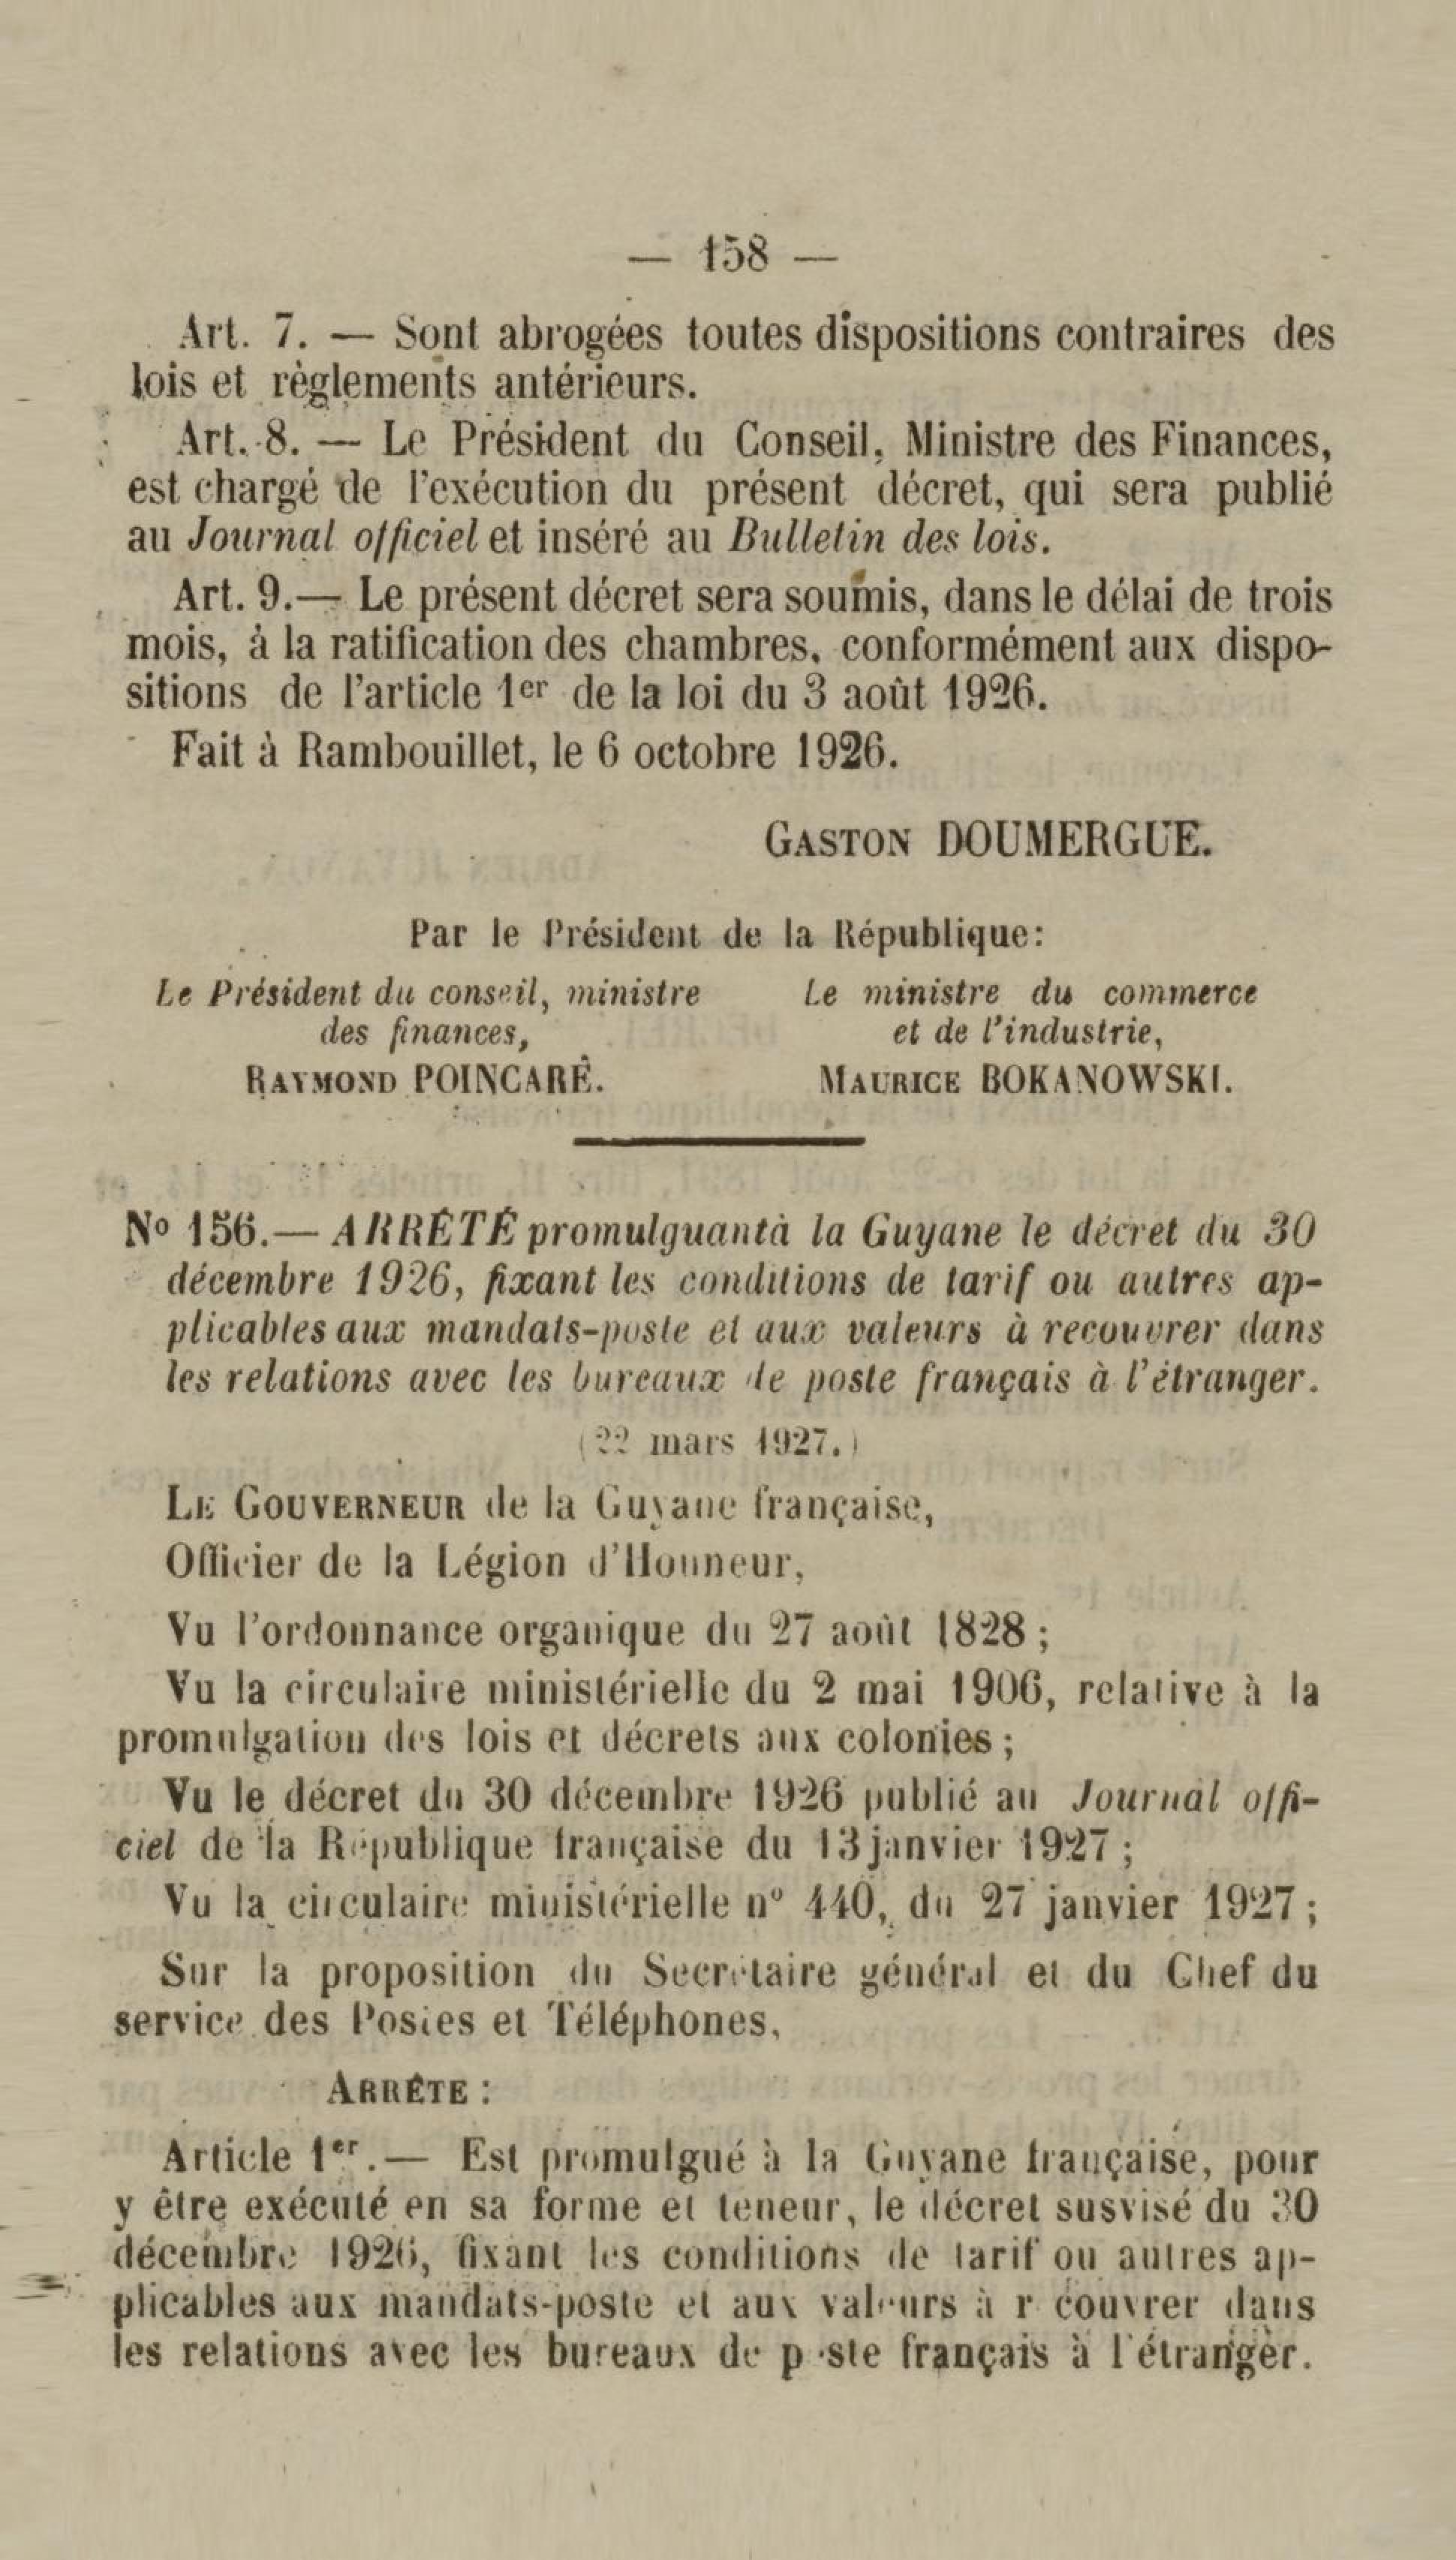 — 158 —
Art. 7. — Sont abrogées toutes dispositions contraires des
lois et règlements antérieurs.
Art. 8. — Le Président du Conseil, Ministre des Finances,
est chargé de l'exécution du présent décret, qui sera publié
au Journal officiel et inséré au Bulletin des lois.
Art. 9.— Le présent décret sera soumis, dans le délai de trois
mois, à la ratification des chambres, conformément aux dispo-
sitions de l'article 1er de la loi du 3 août 1926.
Fait à Rambouillet, le 6 octobre 1926.
GASTON DOUMERGUE.
Par le Président de la République:
Le Président du conseil, ministre
des finances,
RAYMOND POINCARÉ.
Le ministre du commerce
et de l'industrie,
MAURICE BOKANOWSKI.
No 156.— ARRÊTÉ promulguantà la Guyane le décret du 30
décembre 1926, fixant les conditions de tarif ou autres ap-
plicables aux mandats-poste et aux valeurs à recouvrer dans
les relations avec les bureaux de poste français à l'étranger.
(22 mars 1927.)
LE GOUVERNEUR de la Guyane française,
Officier de la Légion d'Honneur,
Vu l'ordonnance organique du 27 août 1828 ;
Vu la circulaire ministérielle du 2 mai 1906, relative à la
promulgation des lois et décrets aux colonies ;
Vu le décret du 30 décembre 1926 publié au Journal offi-
ciel de la République française du 13 janvier 1927 ;
Vu la circulaire ministérielle nº 440, du 27 janvier 1927 ;
Sur la proposition du Secrétaire général et du Chef du
service des Postes et Téléphones,
ARRÊTE :
Article 1er.— Est promulgué à la Guyane française, pour
y être exécuté en sa forme et teneur, le décret susvisé du 30
décembre 1926, fixant les conditions de tarif ou autres ap-
plicables aux mandats-poste et aux valeurs à r couvrer dans
les relations avec les bureaux de p ste français à l'étranger.